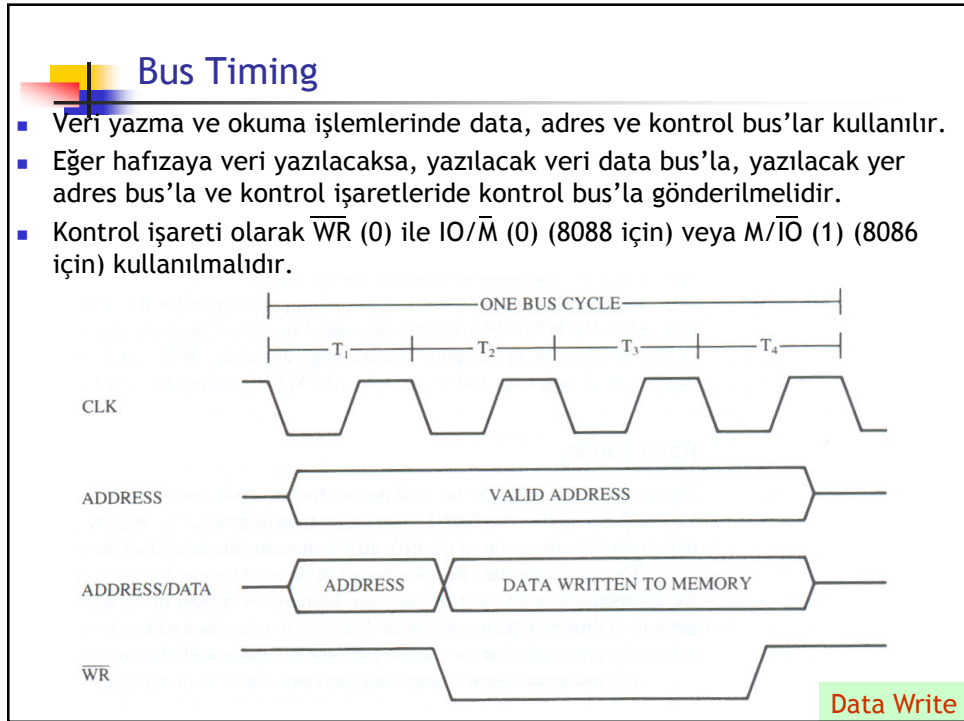 Bus Timing
Veri yazma ve okuma işlemlerinde data, adres ve kontrol bus'lar kullanılır.
Eğer hafızaya veri yazılacaksa, yazılacak veri data bus'la, yazılacak yer
adres bus'la ve kontrol işaretleride kontrol bus'la gönderilmelidir.
Kontrol işareti olarak W̅R̅ (0) ile IO/M̅ (0) (8088 için) veya M/I̅O̅ (1) (8086
için) kullanılmalıdır.
ONE BUS CYCLE
T₁ T₂ T₃ T₄
CLK
ADDRESS VALID ADDRESS
ADDRESS/DATA ADDRESS DATA WRITTEN TO MEMORY
W̅R̅
Data Write